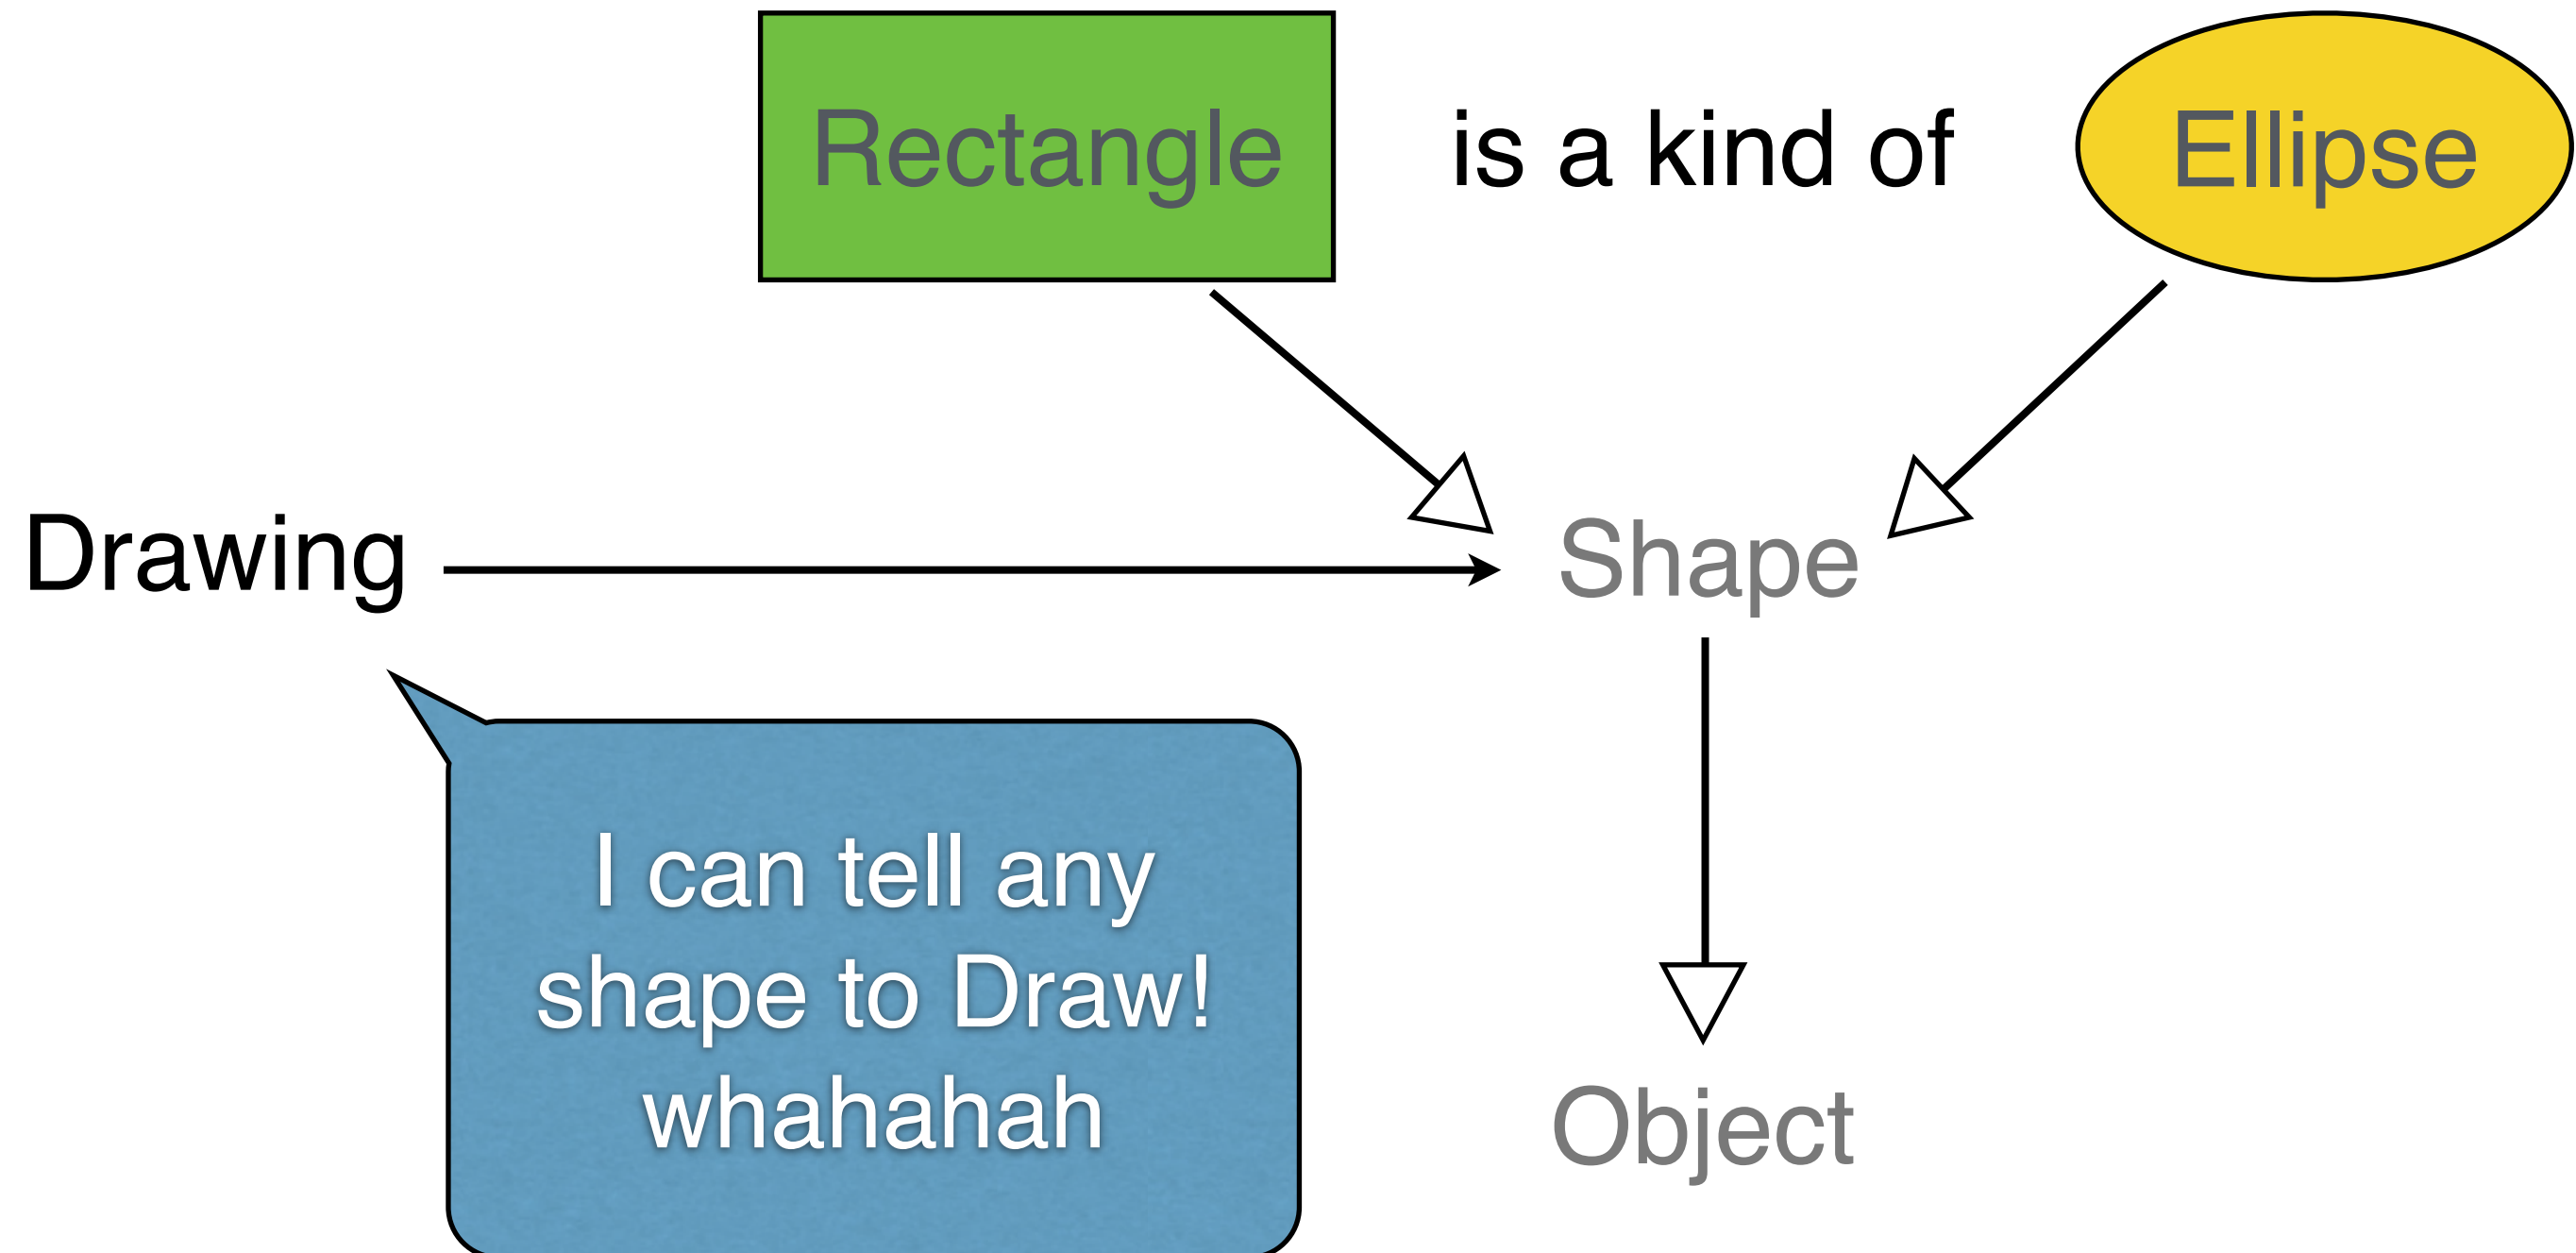 Rectangle is a kind of Ellipse
Drawing
Shape
I can tell any
shape to Draw!
whahahah
Object